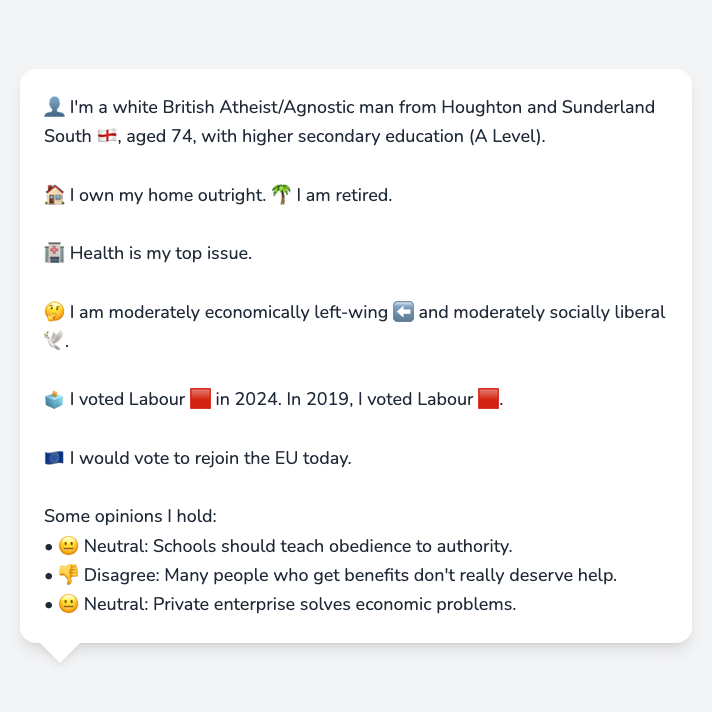 👤 I'm a white British Atheist/Agnostic man from Houghton and Sunderland
South 🏴󠁧󠁢󠁥󠁮󠁧󠁿, aged 74, with higher secondary education (A Level).
🏠 I own my home outright. 🌴 I am retired.
🏥 Health is my top issue.
🤔 I am moderately economically left-wing ⬅️ and moderately socially liberal
🕊️.
🗳️ I voted Labour 🟥 in 2024. In 2019, I voted Labour 🟥.
🇪🇺 I would vote to rejoin the EU today.
Some opinions I hold:
• 😐 Neutral: Schools should teach obedience to authority.
• 👎 Disagree: Many people who get benefits don't really deserve help.
• 😐 Neutral: Private enterprise solves economic problems.